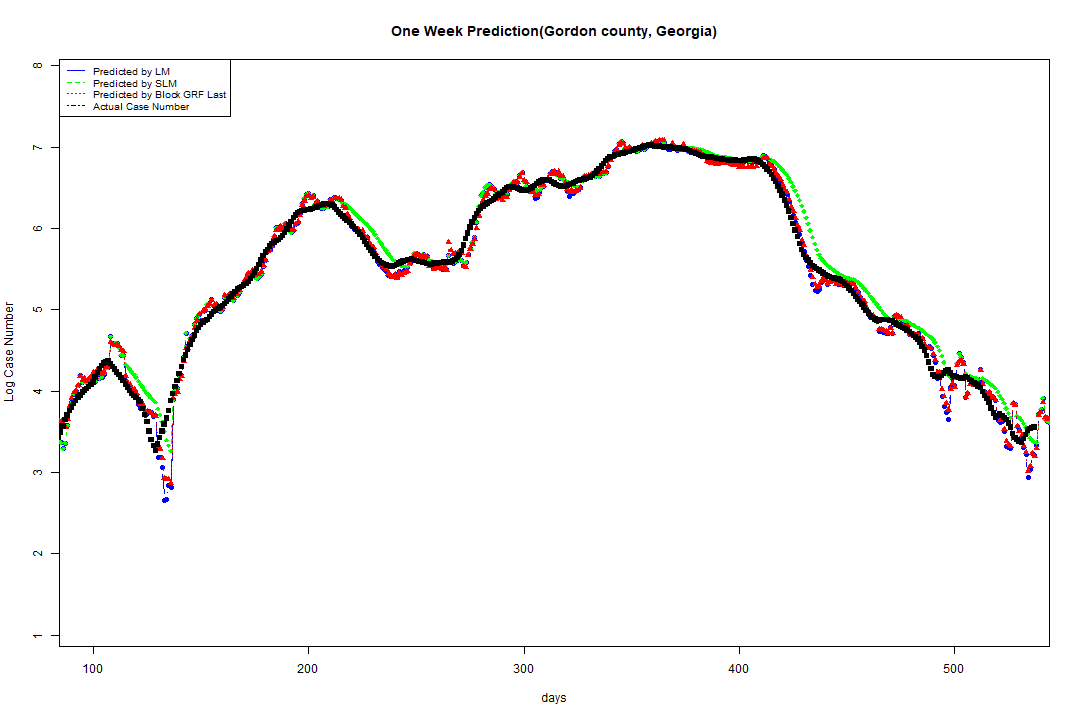 One Week Prediction(Gordon county, Georgia)
Predicted by LM
Predicted by SLM
Predicted by Block GRF Last
Actual Case Number
Log Case Number
8
7
6
5
4
3
2
1
100 200 300 400 500
days